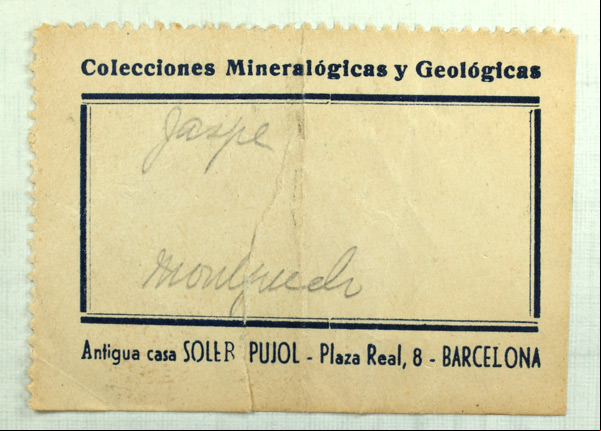 Colecciones Mineralógicas y Geológicas
Jaspe
Montjuich
Antigua casa SOLER PUJOL - Plaza Real, 8 - BARCELONA